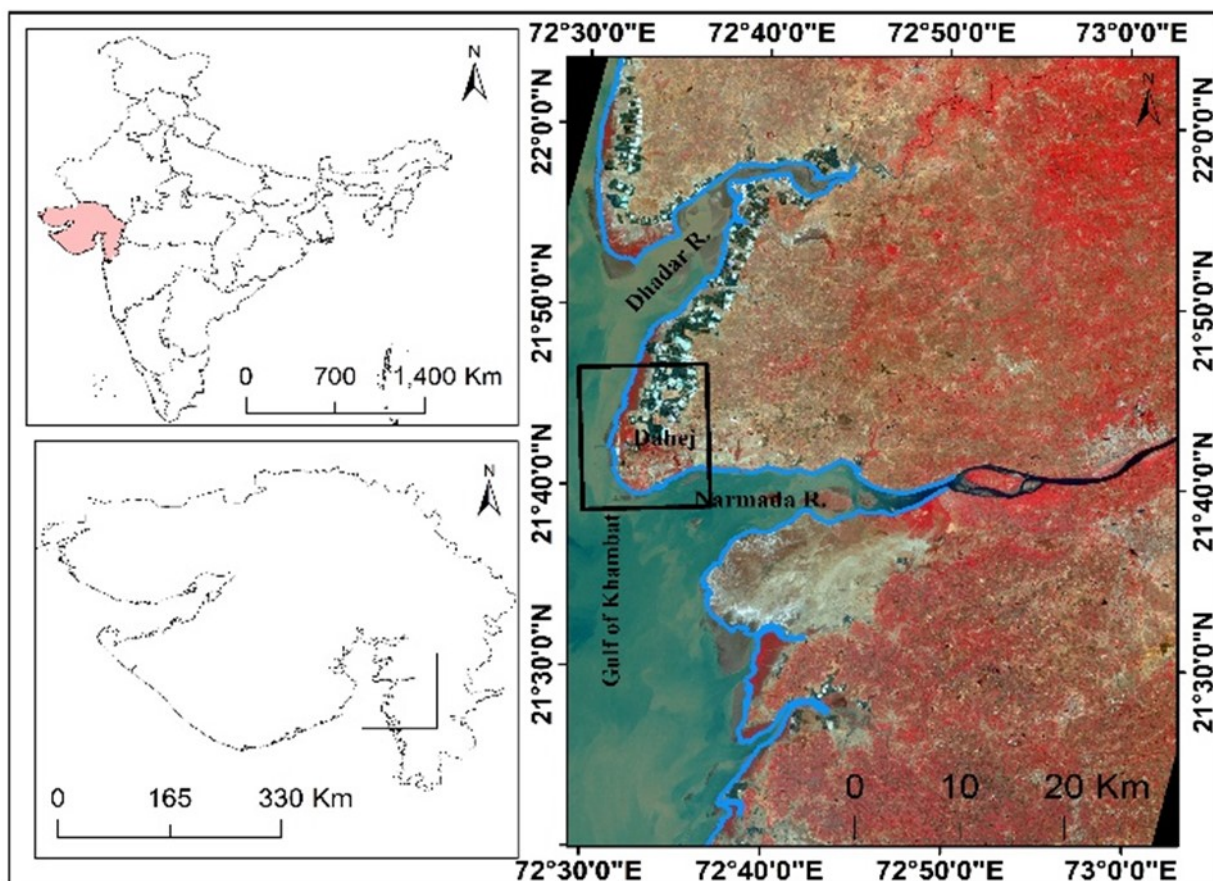 N
0 700 1,400 Km
N
0 165 330 Km
72°30'0"E 72°40'0"E 72°50'0"E 73°0'0"E
N
22°0'0"N
22°0'0"N
Dhadar R.
21°50'0"N
21°50'0"N
Dahej
21°40'0"N
21°40'0"N
Narmada R.
Gulf of Khambat
21°30'0"N
21°30'0"N
0 10 20 Km
72°30'0"E 72°40'0"E 72°50'0"E 73°0'0"E